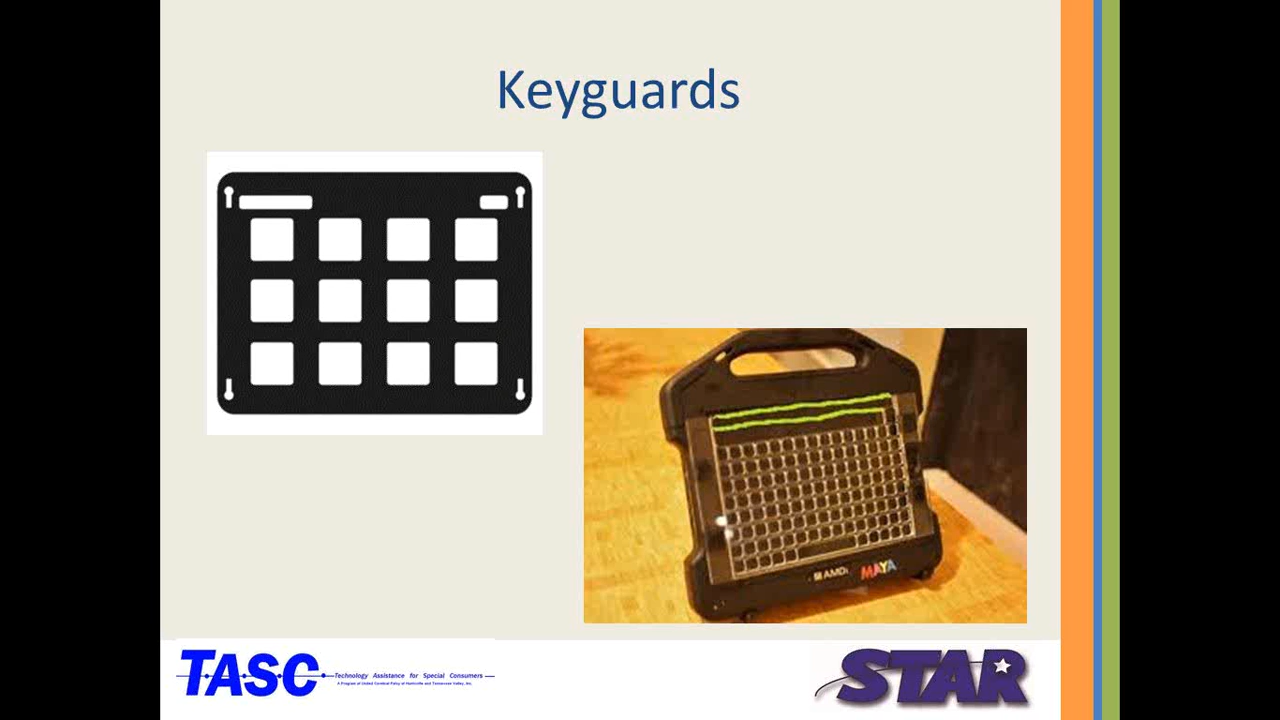 Keyguards
AMDi
MAYA
TASC
Technology Assistance for Special Consumers
A Program of United Cerebral Palsy of Huntsville and Tennessee Valley, Inc.
STAR